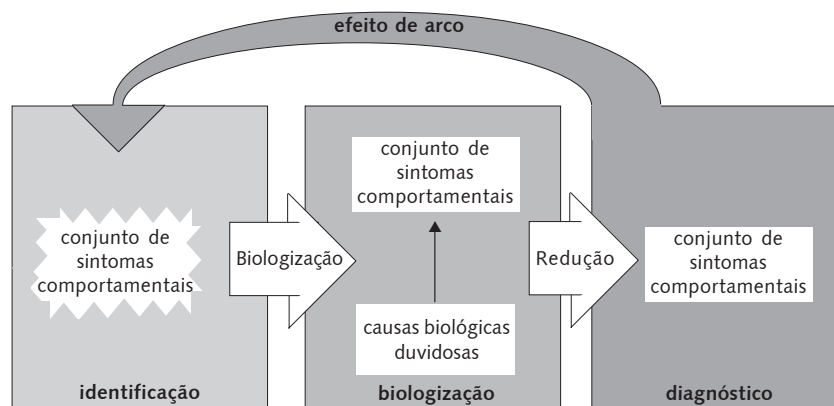 efeito de arco
conjunto de
sintomas
comportamentais
Biologização
conjunto de
sintomas
comportamentais
causas biológicas
duvidosas
Redução
conjunto de
sintomas
comportamentais
identificação
biologização
diagnóstico